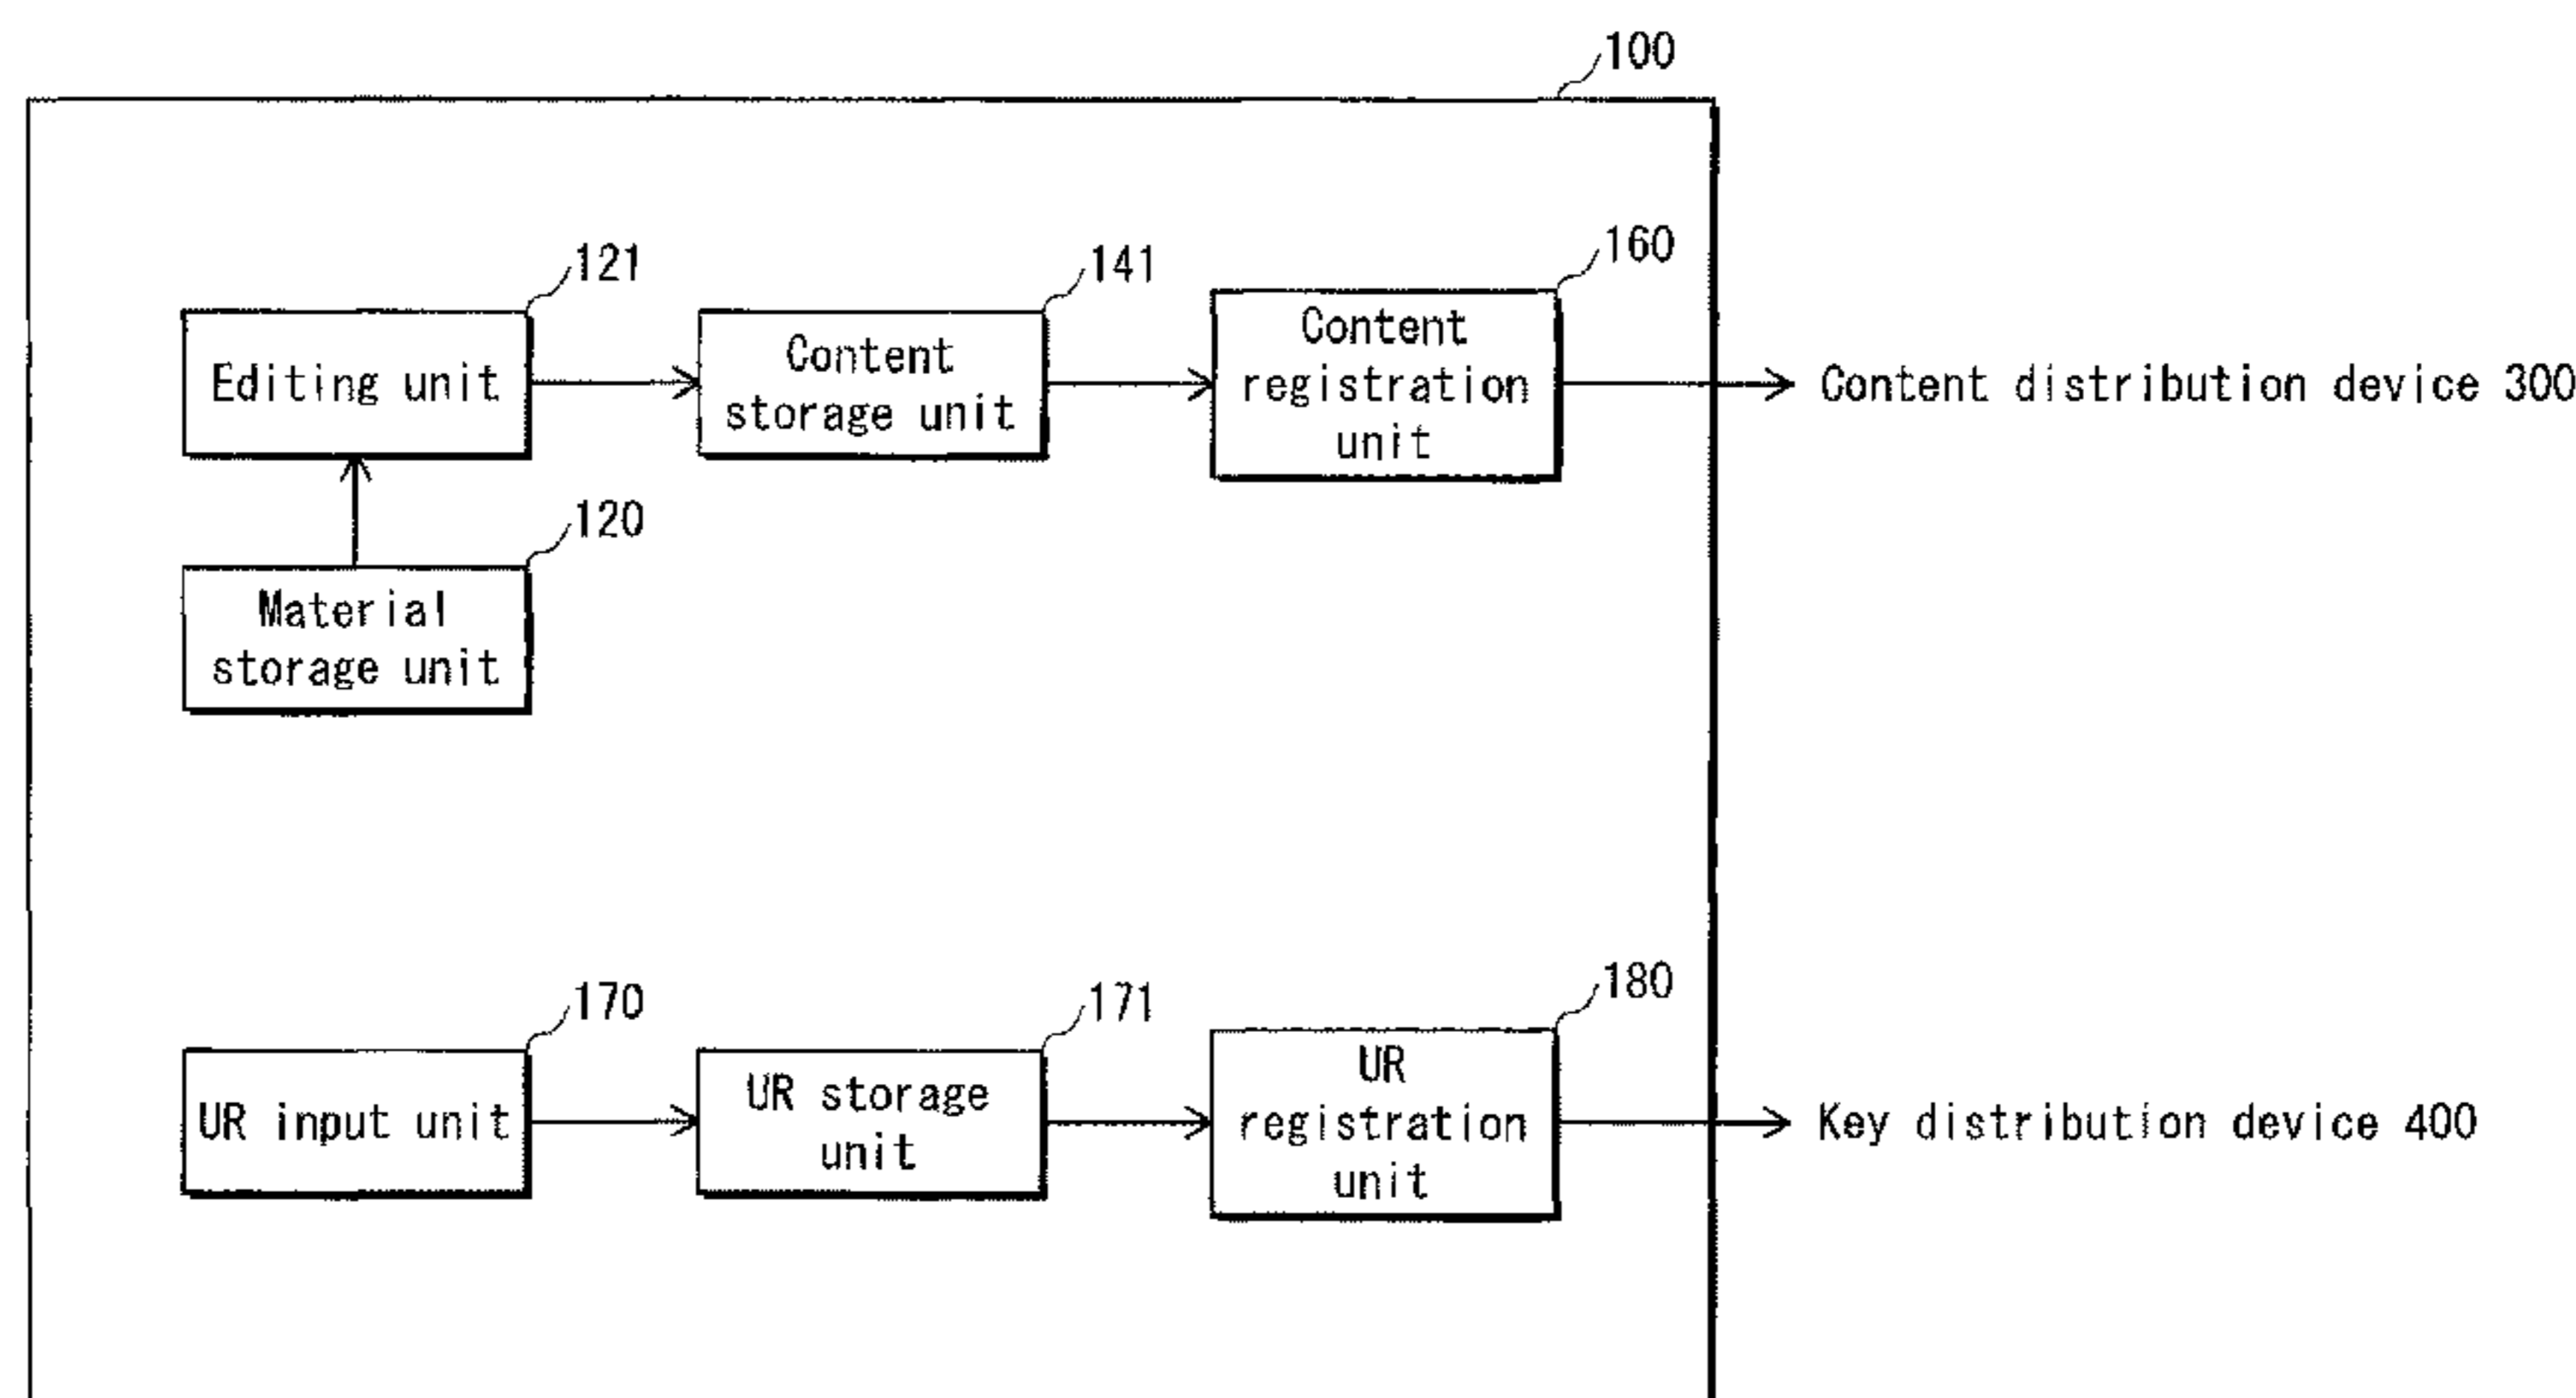 100
121
141
160
Editing unit
Content
storage unit
Content
registration
unit
Content distribution device 300
120
Material
storage unit
170
171
180
UR input unit
UR storage
unit
UR
registration
unit
Key distribution device 400